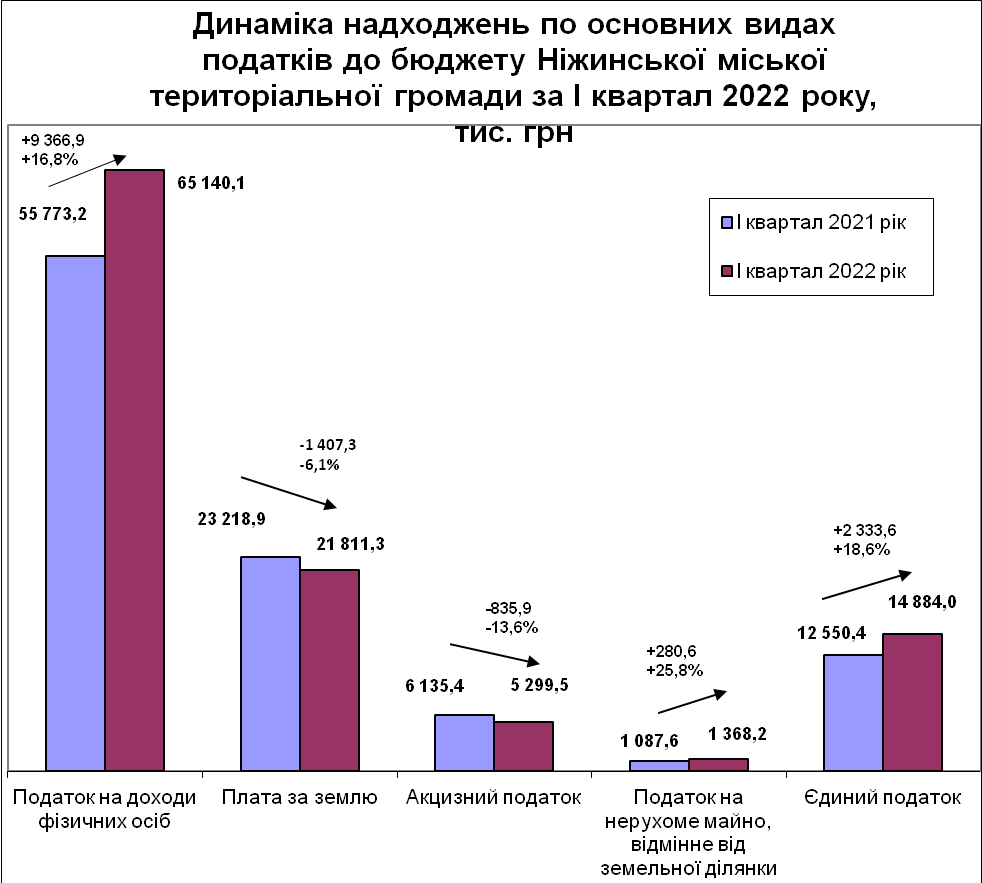 Динаміка надходжень по основних видах
податків до бюджету Ніжинської міської
територіальної громади за І квартал 2022 року,
тис. грн
+9 366,9
+16,8%
55 773,2
65 140,1
І квартал 2021 рік
І квартал 2022 рік
-1 407,3
-6,1%
23 218,9
21 811,3
-835,9
-13,6%
6 135,4
5 299,5
+280,6
+25,8%
1 087,6
1 368,2
+2 333,6
+18,6%
12 550,4
14 884,0
Податок на доходи
фізичних осіб
Плата за землю
Акцизний податок
Податок на
нерухоме майно,
відмінне від
земельної ділянки
Єдиний податок